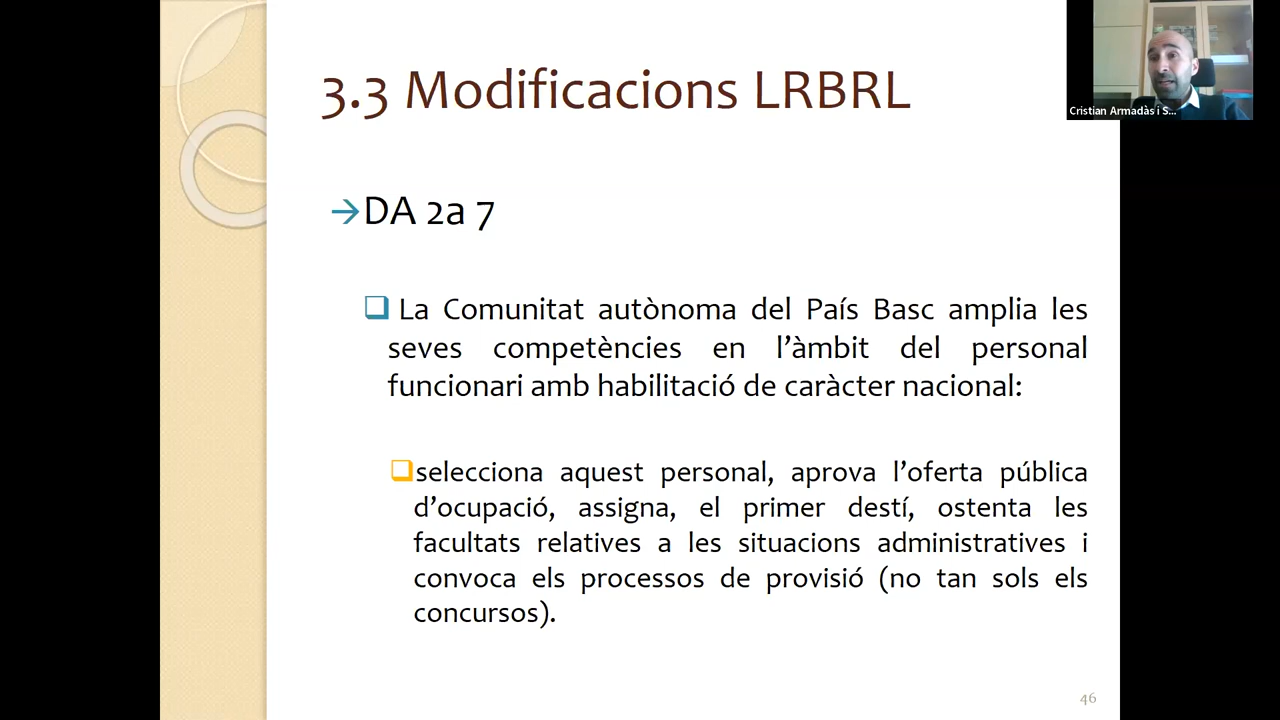 3.3 Modificacions LRBRL
Cristian Armadàs i S...
→DA 2a 7
La Comunitat autònoma del País Basc amplia les
seves competències en l’àmbit del personal
funcionari amb habilitació de caràcter nacional:
selecciona aquest personal, aprova l’oferta pública
d’ocupació, assigna, el primer destí, ostenta les
facultats relatives a les situacions administratives i
convoca els processos de provisió (no tan sols els
concursos).
46